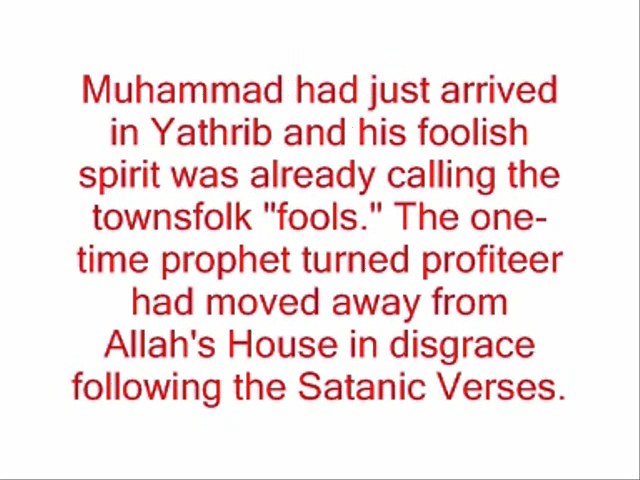 Muhammad had just arrived
in Yathrib and his foolish
spirit was already calling the
townsfolk "fools." The one-
time prophet turned profiteer
had moved away from
Allah's House in disgrace
following the Satanic Verses.